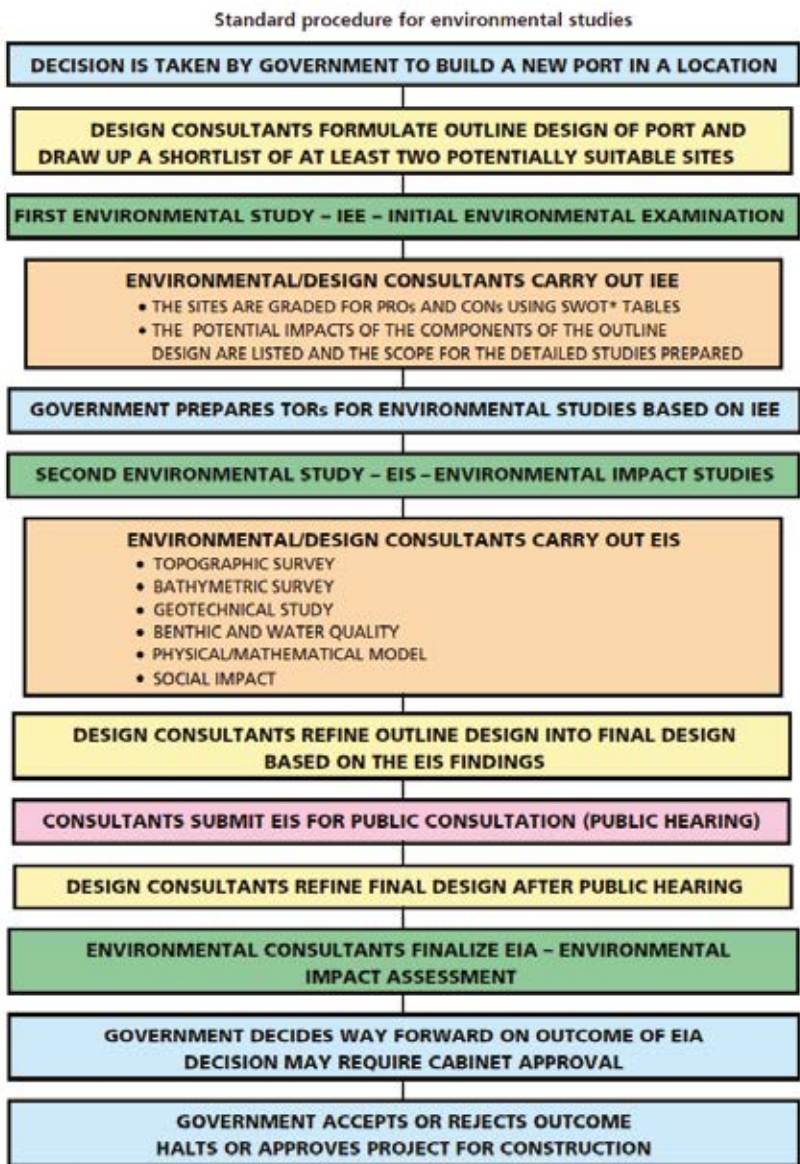 Standard procedure for environmental studies
DECISION IS TAKEN BY GOVERNMENT TO BUILD A NEW PORT IN A LOCATION
DESIGN CONSULTANTS FORMULATE OUTLINE DESIGN OF PORT AND
DRAW UP A SHORTLIST OF AT LEAST TWO POTENTIALLY SUITABLE SITES
FIRST ENVIRONMENTAL STUDY – IEE – INITIAL ENVIRONMENTAL EXAMINATION
ENVIRONMENTAL/DESIGN CONSULTANTS CARRY OUT IEE
• THE SITES ARE GRADED FOR PROs AND CONs USING SWOT* TABLES
• THE POTENTIAL IMPACTS OF THE COMPONENTS OF THE OUTLINE
DESIGN ARE LISTED AND THE SCOPE FOR THE DETAILED STUDIES PREPARED
GOVERNMENT PREPARES TORs FOR ENVIRONMENTAL STUDIES BASED ON IEE
SECOND ENVIRONMENTAL STUDY – EIS – ENVIRONMENTAL IMPACT STUDIES
ENVIRONMENTAL/DESIGN CONSULTANTS CARRY OUT EIS
• TOPOGRAPHIC SURVEY
• BATHYMETRIC SURVEY
• GEOTECHNICAL STUDY
• BENTHIC AND WATER QUALITY
• PHYSICAL/MATHEMATICAL MODEL
• SOCIAL IMPACT
DESIGN CONSULTANTS REFINE OUTLINE DESIGN INTO FINAL DESIGN
BASED ON THE EIS FINDINGS
CONSULTANTS SUBMIT EIS FOR PUBLIC CONSULTATION (PUBLIC HEARING)
DESIGN CONSULTANTS REFINE FINAL DESIGN AFTER PUBLIC HEARING
ENVIRONMENTAL CONSULTANTS FINALIZE EIA – ENVIRONMENTAL
IMPACT ASSESSMENT
GOVERNMENT DECIDES WAY FORWARD ON OUTCOME OF EIA
DECISION MAY REQUIRE CABINET APPROVAL
GOVERNMENT ACCEPTS OR REJECTS OUTCOME
HALTS OR APPROVES PROJECT FOR CONSTRUCTION